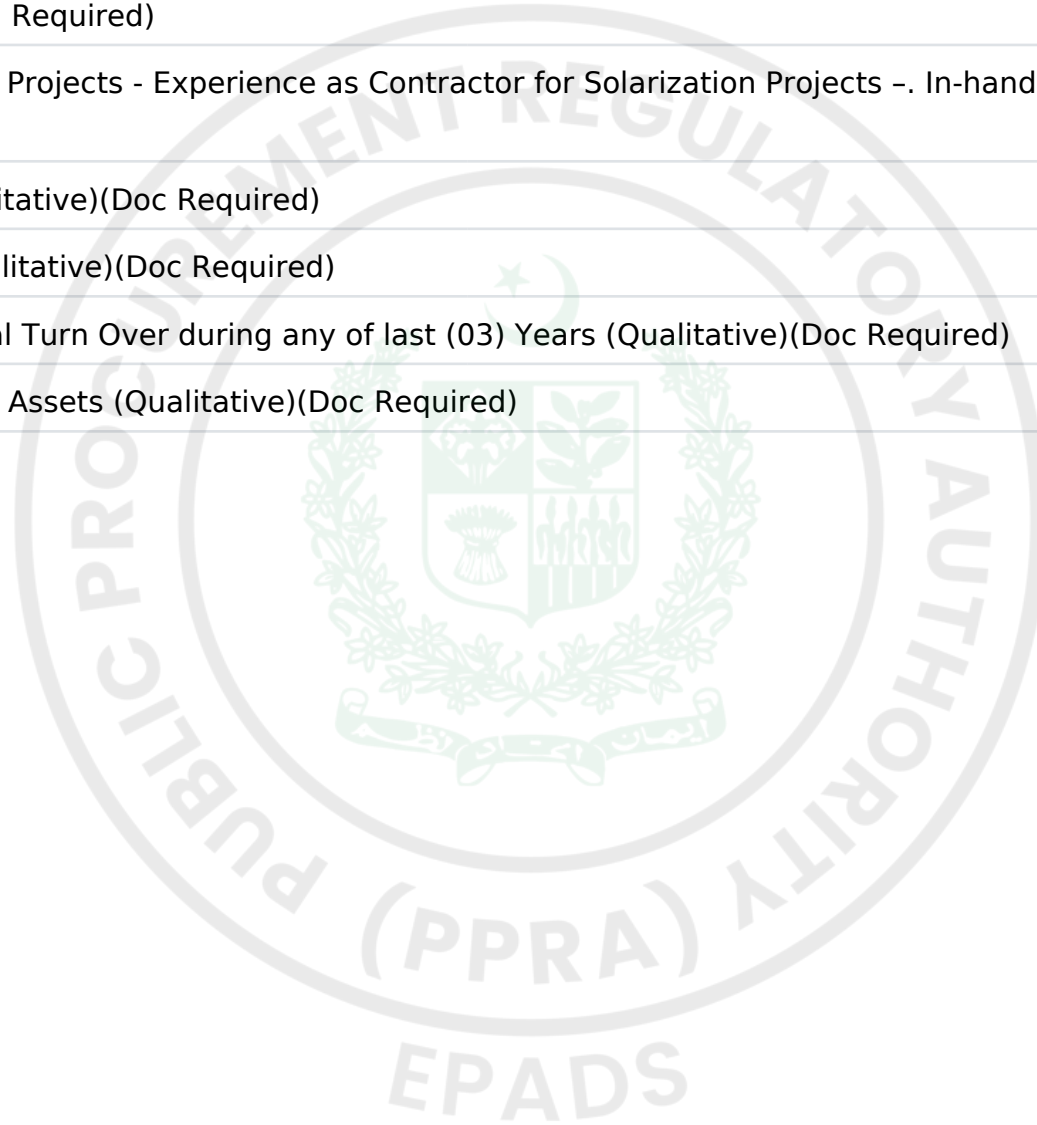 Required)
Projects - Experience as Contractor for Solarization Projects –. In-hand
itative)(Doc Required)
litative)(Doc Required)
l Turn Over during any of last (03) Years (Qualitative)(Doc Required)
Assets (Qualitative)(Doc Required)
PUBLIC PROCUREMENT REGULATORY AUTHORITY
(PPRA)
EPADS